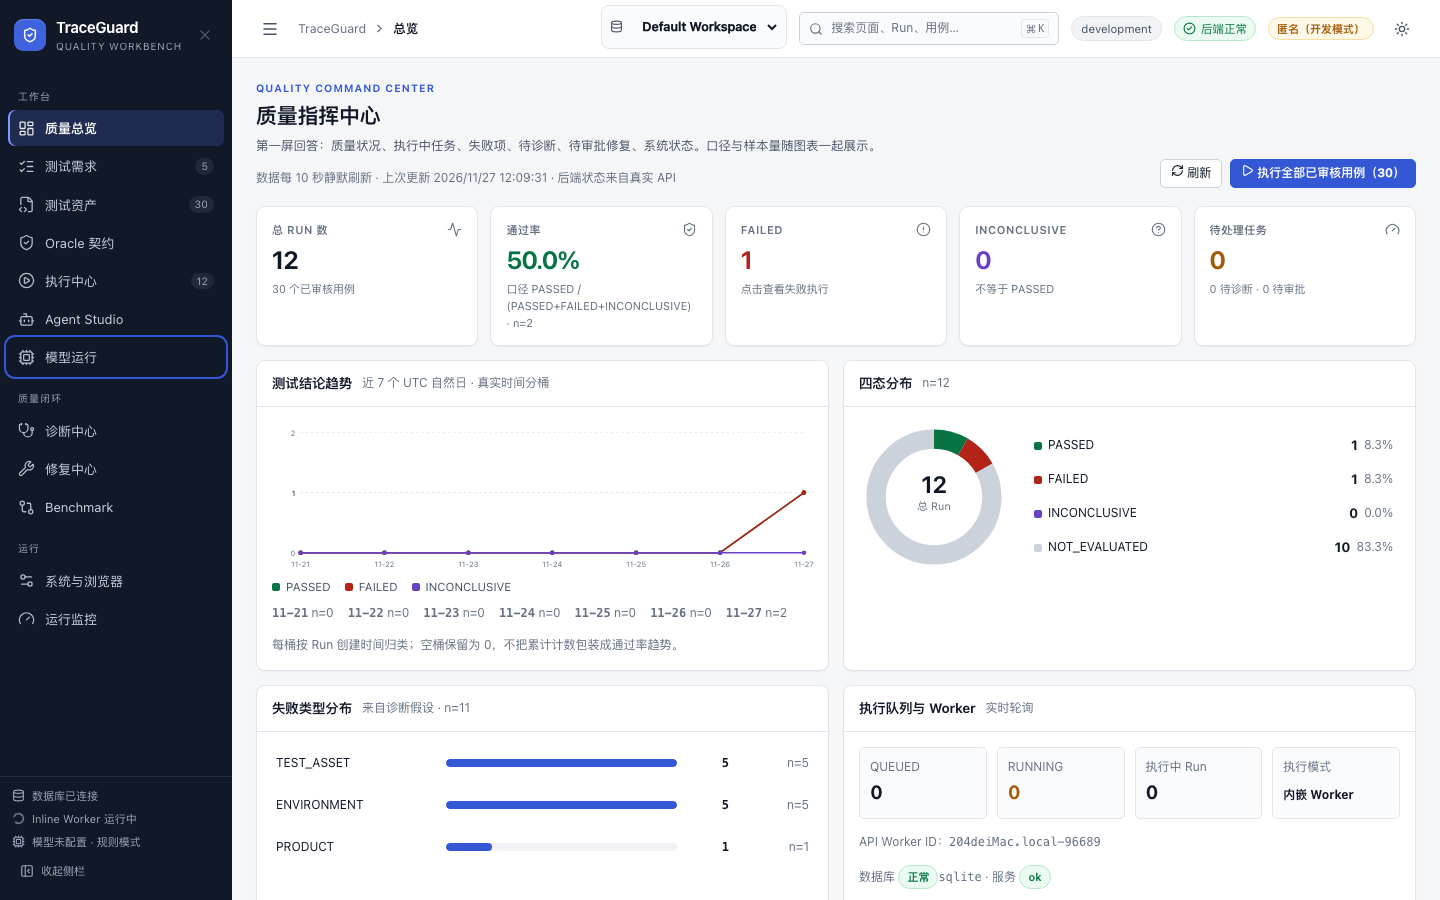 TraceGuard
QUALITY WORKBENCH
工作台
质量总览
测试需求 5
测试资产 30
Oracle 契约
执行中心 12
Agent Studio
模型运行
质量闭环
诊断中心
修复中心
Benchmark
运行
系统与浏览器
运行监控
数据库已连接
Inline Worker 运行中
模型未配置 · 规则模式
收起侧栏
TraceGuard > 总览
Default Workspace
搜索页面、Run、用例... ⌘ K
development
后端正常
匿名（开发模式）
QUALITY COMMAND CENTER
质量指挥中心
第一屏回答：质量状况、执行中任务、失败项、待诊断、待审批修复、系统状态。口径与样本量随图表一起展示。
数据每 10 秒静默刷新 · 上次更新 2026/11/27 12:09:31 · 后端状态来自真实 API
刷新
执行全部已审核用例（30）
总 RUN 数
12
30 个已审核用例
通过率
50.0%
口径 PASSED /
(PASSED+FAILED+INCONCLUSIVE)
· n=2
FAILED
1
点击查看失败执行
INCONCLUSIVE
0
不等于 PASSED
待处理任务
0
0 待诊断 · 0 待审批
测试结论趋势 近 7 个 UTC 自然日 · 真实时间分桶
2
1
0
11-21 11-22 11-23 11-24 11-25 11-26 11-27
PASSED FAILED INCONCLUSIVE
11-21 n=0 11-22 n=0 11-23 n=0 11-24 n=0 11-25 n=0 11-26 n=0 11-27 n=2
每桶按 Run 创建时间归类；空桶保留为 0，不把累计计数包装成通过率趋势。
四态分布 n=12
12
总 Run
PASSED 1 8.3%
FAILED 1 8.3%
INCONCLUSIVE 0 0.0%
NOT_EVALUATED 10 83.3%
失败类型分布 来自诊断假设 · n=11
TEST_ASSET 5 n=5
ENVIRONMENT 5 n=5
PRODUCT 1 n=1
执行队列与 Worker 实时轮询
QUEUED
0
RUNNING
0
执行中 Run
0
执行模式
内嵌 Worker
API Worker ID：204deiMac.local-96689
数据库 正常 sqlite · 服务 ok